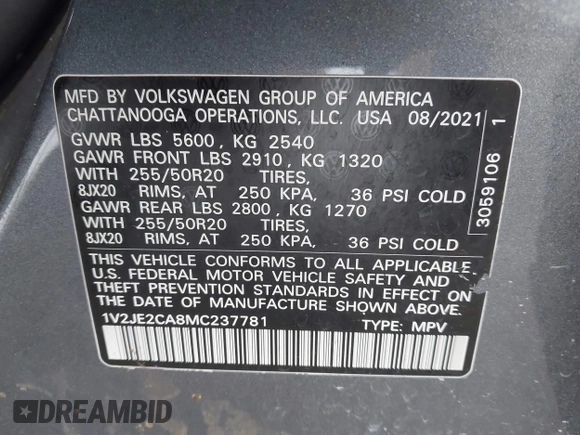 MFD BY VOLKSWAGEN GROUP OF AMERICA
CHATTANOOGA OPERATIONS, LLC. USA 08/2021
GVWR LBS 5600 , KG 2540
GAWR FRONT LBS 2910 , KG 1320
WITH 255/50R20 TIRES,
8JX20 RIMS, AT 250 KPA, 36 PSI COLD
GAWR REAR LBS 2800 , KG 1270
WITH 255/50R20 TIRES,
8JX20 RIMS, AT 250 KPA, 36 PSI COLD
THIS VEHICLE CONFORMS TO ALL APPLICABLE
U.S. FEDERAL MOTOR VEHICLE SAFETY AND
THEFT PREVENTION STANDARDS IN EFFECT ON
THE DATE OF MANUFACTURE SHOWN ABOVE.
1V2JE2CA8MC237781 TYPE: MPV
3059106 1
DREAMBID